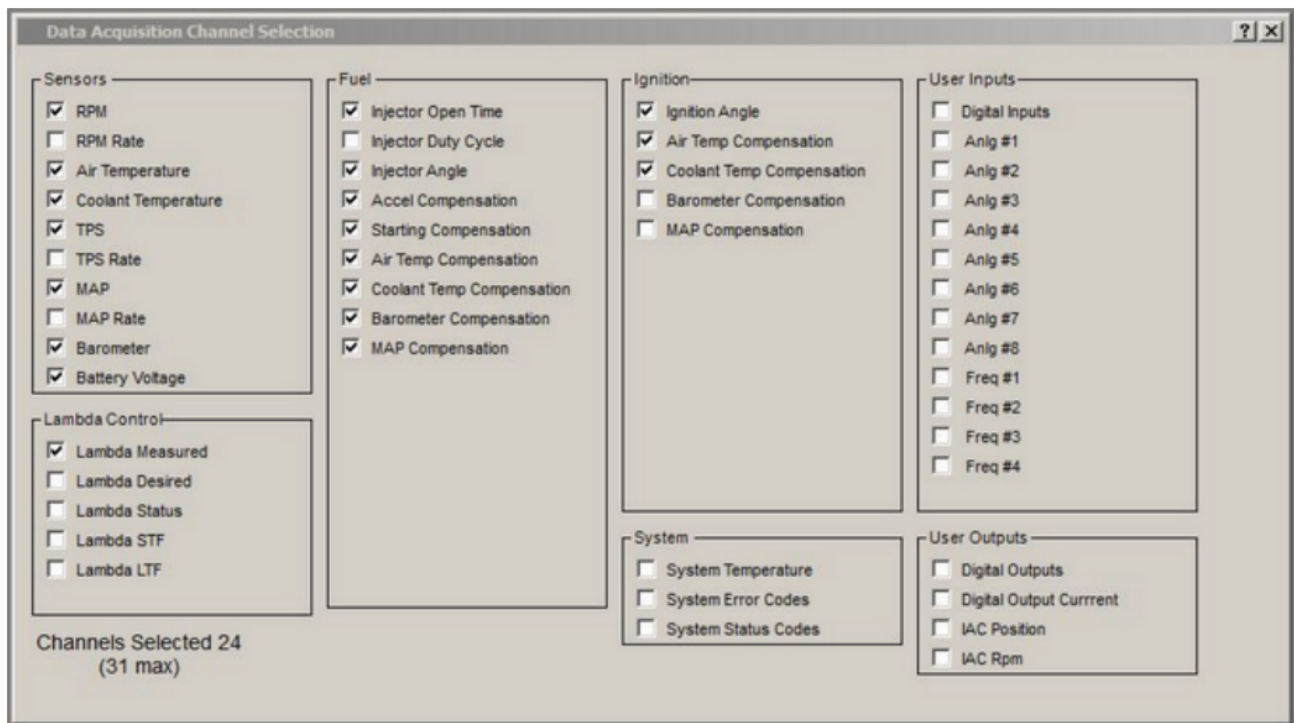 Data Acquisition Channel Selection
Sensors
RPM
RPM Rate
Air Temperature
Coolant Temperature
TPS
TPS Rate
MAP
MAP Rate
Barometer
Battery Voltage
Lambda Control
Lambda Measured
Lambda Desired
Lambda Status
Lambda STF
Lambda LTF
Channels Selected 24
(31 max)
Fuel
Injector Open Time
Injector Duty Cycle
Injector Angle
Accel Compensation
Starting Compensation
Air Temp Compensation
Coolant Temp Compensation
Barometer Compensation
MAP Compensation
Ignition
Ignition Angle
Air Temp Compensation
Coolant Temp Compensation
Barometer Compensation
MAP Compensation
System
System Temperature
System Error Codes
System Status Codes
User Inputs
Digital Inputs
Anlg #1
Anlg #2
Anlg #3
Anlg #4
Anlg #5
Anlg #6
Anlg #7
Anlg #8
Freq #1
Freq #2
Freq #3
Freq #4
User Outputs
Digital Outputs
Digital Output Currrent
IAC Position
IAC Rpm